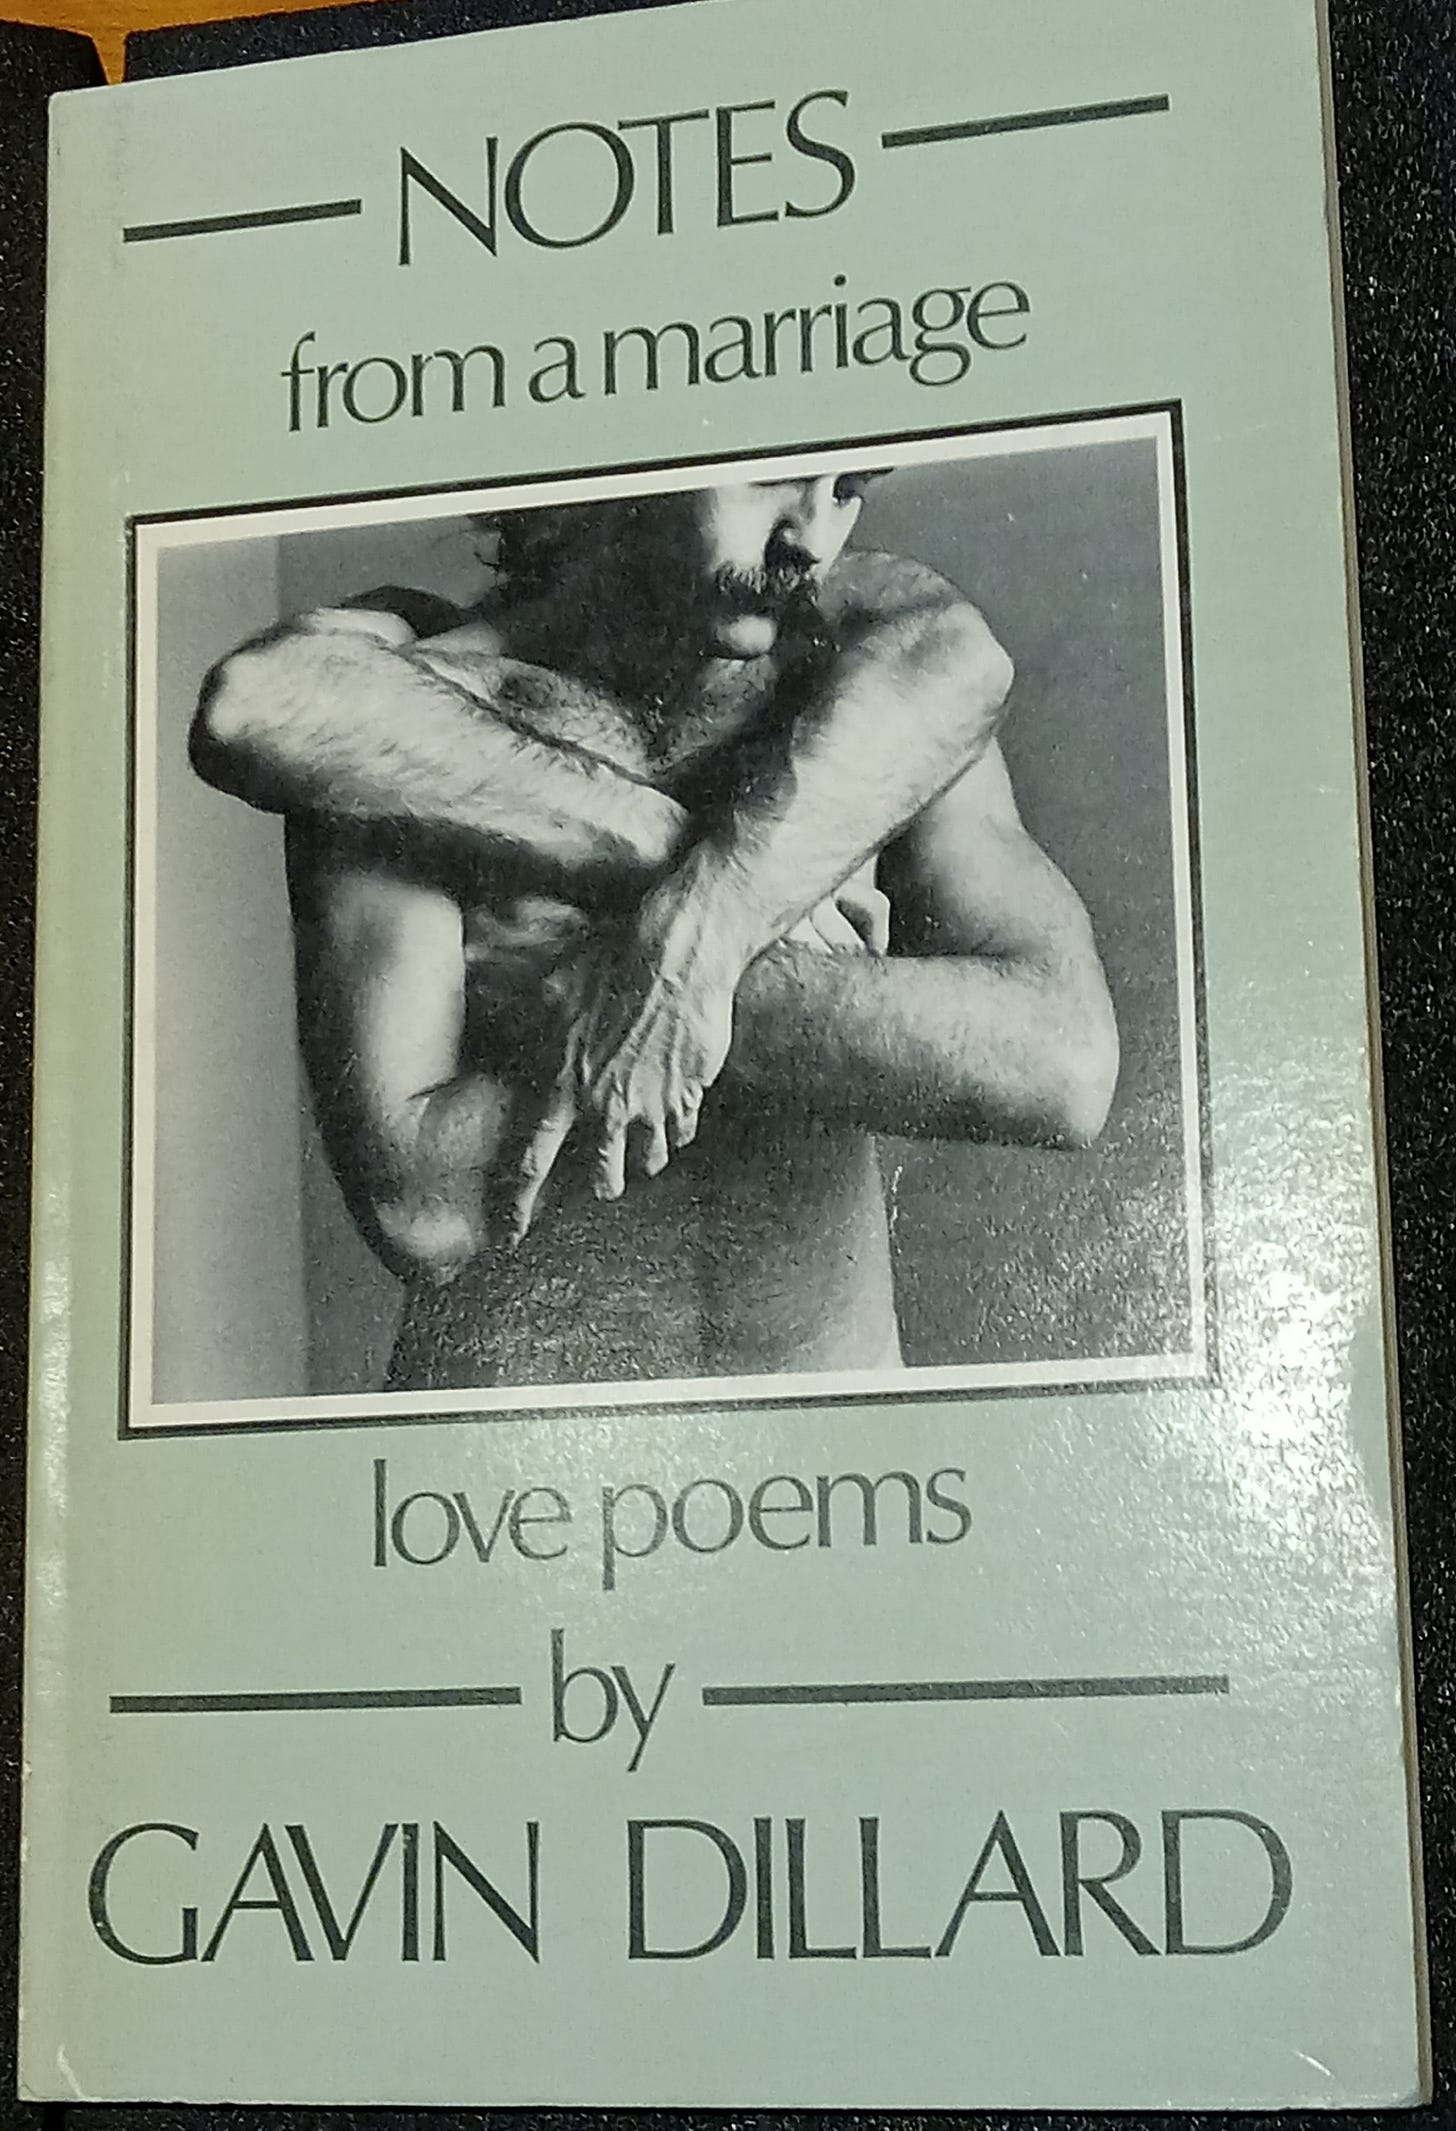 NOTES
from a marriage
love poems
by
GAVIN DILLARD